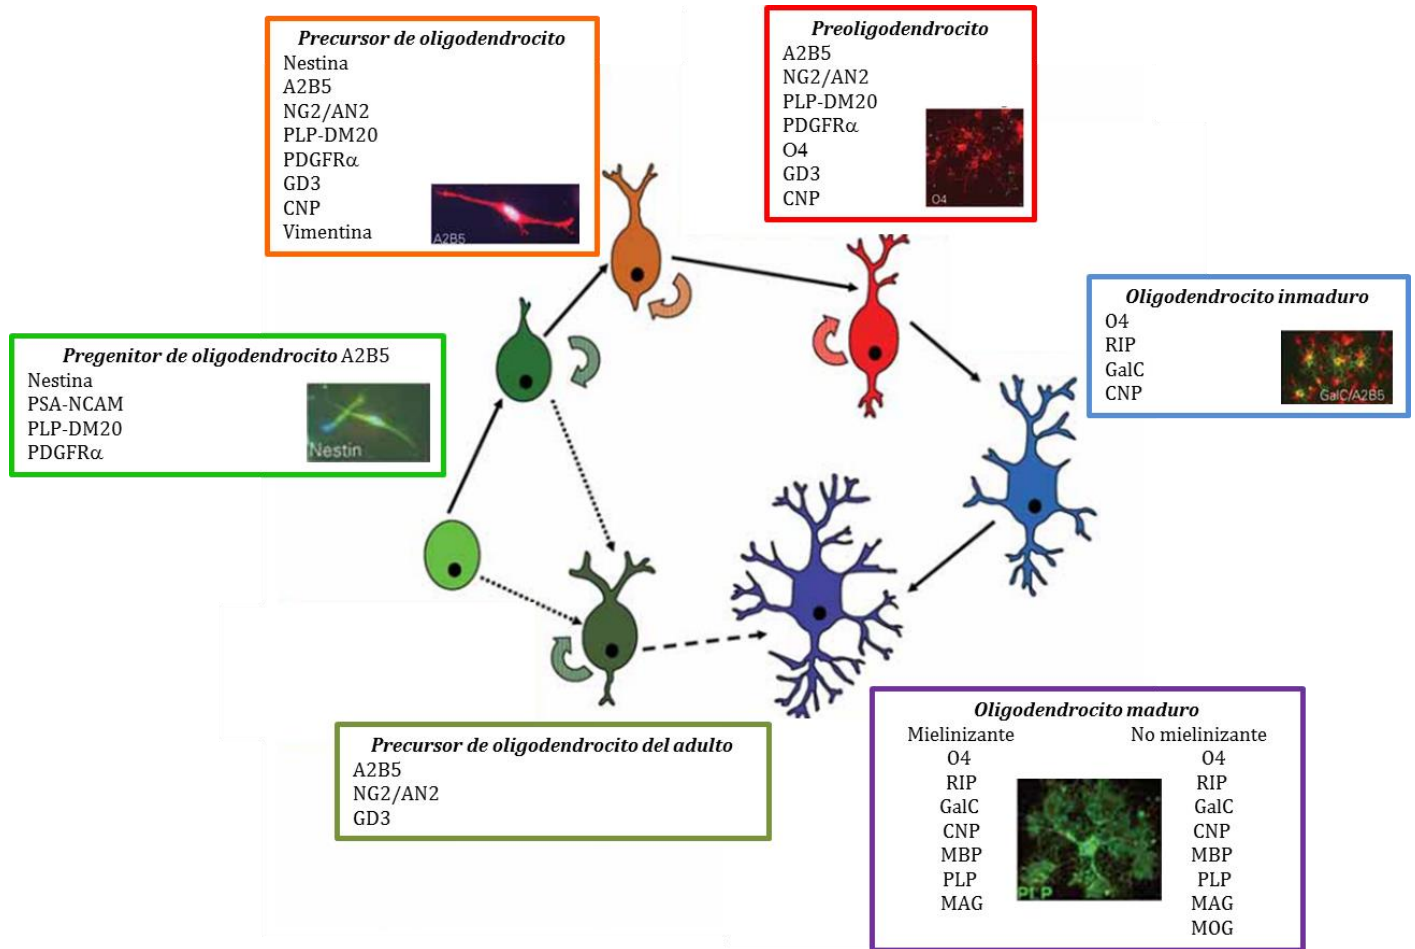 Precursor de oligodendrocito
Nestina
A2B5
NG2/AN2
PLP-DM20
PDGFRα
GD3
CNP
Vimentina
A2B5
Preoligodendrocito
A2B5
NG2/AN2
PLP-DM20
PDGFRα
O4
GD3
CNP
O4
Oligodendrocito inmaduro
O4
RIP
GalC
CNP
GalC/A2B5
Pregenitor de oligodendrocito A2B5
Nestina
PSA-NCAM
PLP-DM20
PDGFRα
Nestin
Precursor de oligodendrocito del adulto
A2B5
NG2/AN2
GD3
Oligodendrocito maduro
Mielinizante
O4
RIP
GalC
CNP
MBP
PLP
MAG
PLP
No mielinizante
O4
RIP
GalC
CNP
MBP
PLP
MAG
MOG